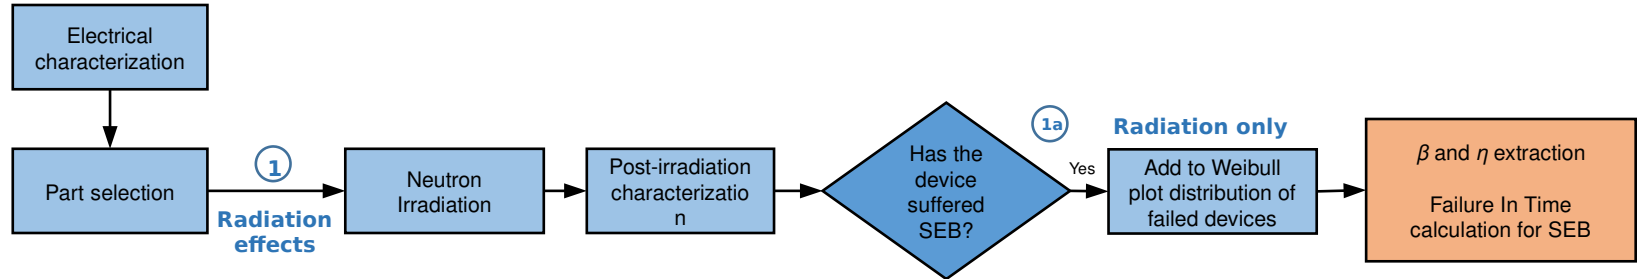 Electrical
characterization
Part selection
1
Radiation
effects
Neutron
Irradiation
Post-irradiation
characterizatio
n
Has the
device
suffered
SEB?
1a
Yes
Radiation only
Add to Weibull
plot distribution of
failed devices
β and η extraction
Failure In Time
calculation for SEB